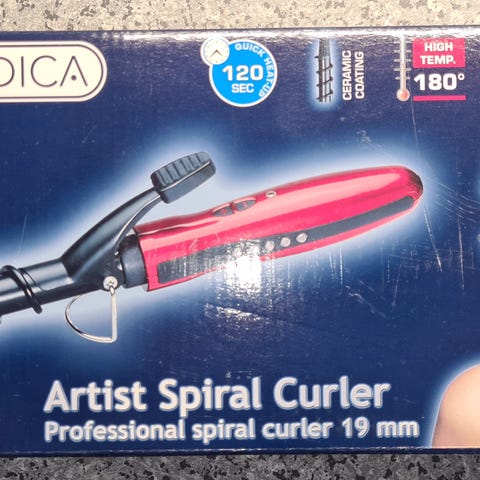 DICA
QUICK HEAT UP
120
SEC
CERAMIC
COATING
HIGH
TEMP.
180°
Artist Spiral Curler
Professional spiral curler 19 mm